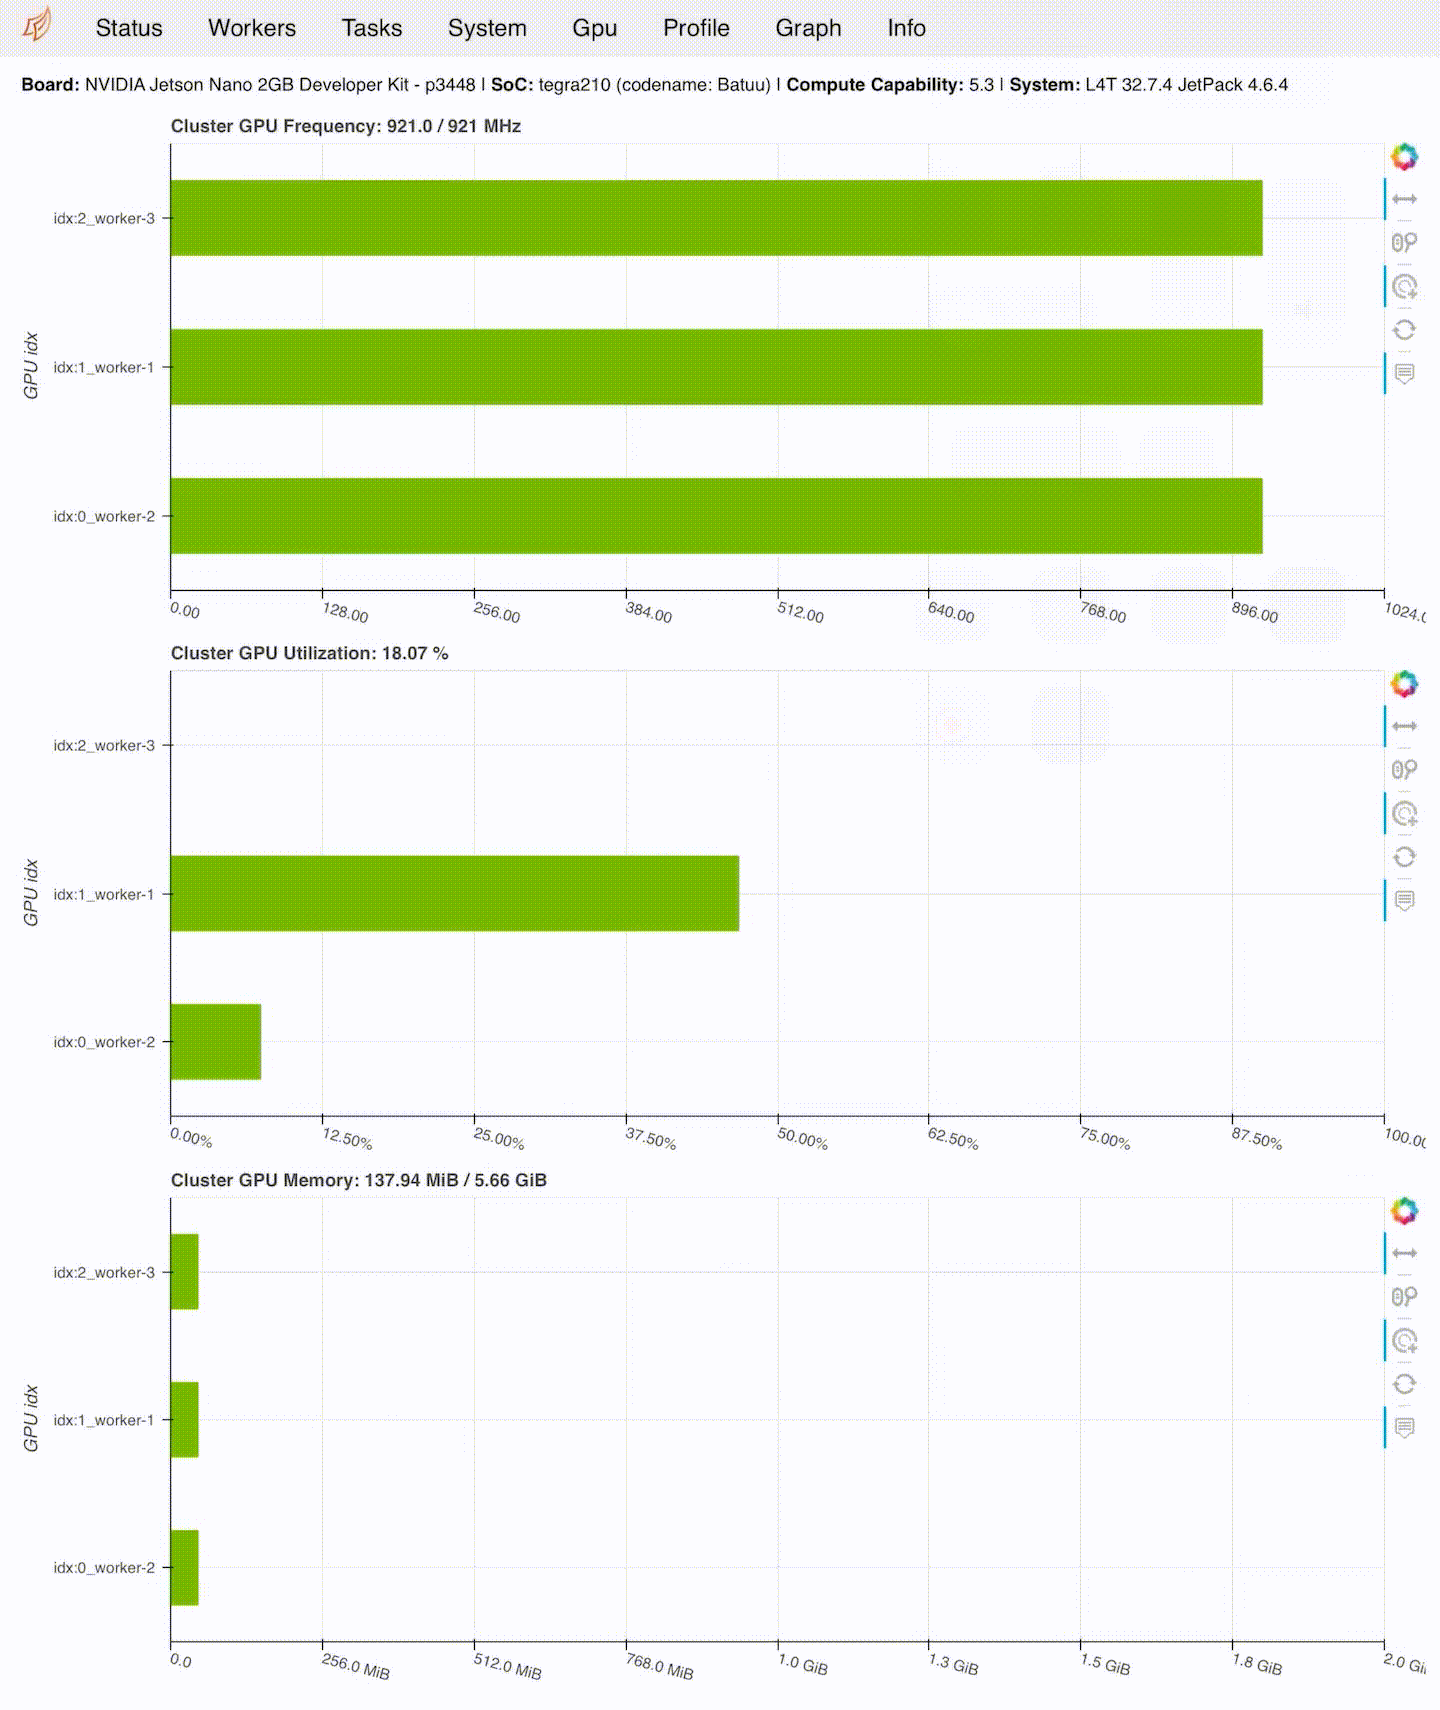 Status Workers Tasks System Gpu Profile Graph Info
Board: NVIDIA Jetson Nano 2GB Developer Kit - p3448 | SoC: tegra210 (codename: Batuu) | Compute Capability: 5.3 | System: L4T 32.7.4 JetPack 4.6.4
Cluster GPU Frequency: 921.0 / 921 MHz
GPU idx
idx:2_worker-3
idx:1_worker-1
idx:0_worker-2
0.00 128.00 256.00 384.00 512.00 640.00 768.00 896.00 1024.0
Cluster GPU Utilization: 18.07 %
GPU idx
idx:2_worker-3
idx:1_worker-1
idx:0_worker-2
0.00% 12.50% 25.00% 37.50% 50.00% 62.50% 75.00% 87.50% 100.00
Cluster GPU Memory: 137.94 MiB / 5.66 GiB
GPU idx
idx:2_worker-3
idx:1_worker-1
idx:0_worker-2
0.0 256.0 MiB 512.0 MiB 768.0 MiB 1.0 GiB 1.3 GiB 1.5 GiB 1.8 GiB 2.0 Gi